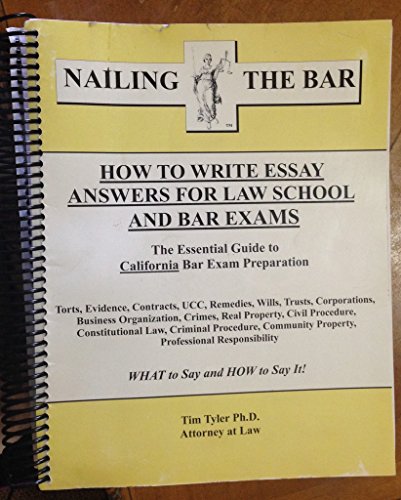 NAILING THE BAR
HOW TO WRITE ESSAY
ANSWERS FOR LAW SCHOOL
AND BAR EXAMS
The Essential Guide to
California Bar Exam Preparation
Torts, Evidence, Contracts, UCC, Remedies, Wills, Trusts, Corporations,
Business Organization, Crimes, Real Property, Civil Procedure,
Constitutional Law, Criminal Procedure, Community Property,
Professional Responsibility
WHAT to Say and HOW to Say It!
Tim Tyler Ph.D.
Attorney at Law